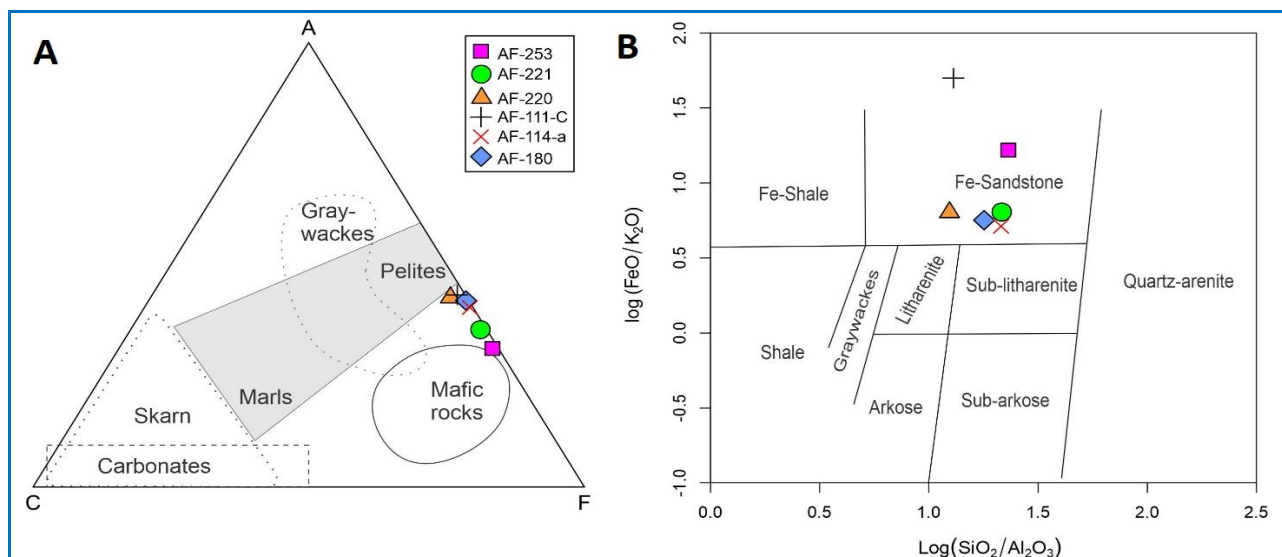 A
A
AF-253
AF-221
AF-220
AF-111-C
AF-114-a
AF-180
Gray-
wackes
Pelites
Marls
Skarn
Mafic
rocks
Carbonates
C
F
B
2.0
1.5
1.0
0.5
0.0
-0.5
-1.0
log (FeO/K₂O)
Fe-Shale
Fe-Sandstone
Shale
Graywackes
Litharenite
Sub-litharenite
Quartz-arenite
Arkose
Sub-arkose
0.0
0.5
1.0
1.5
2.0
2.5
Log(SiO₂/Al₂O₃)